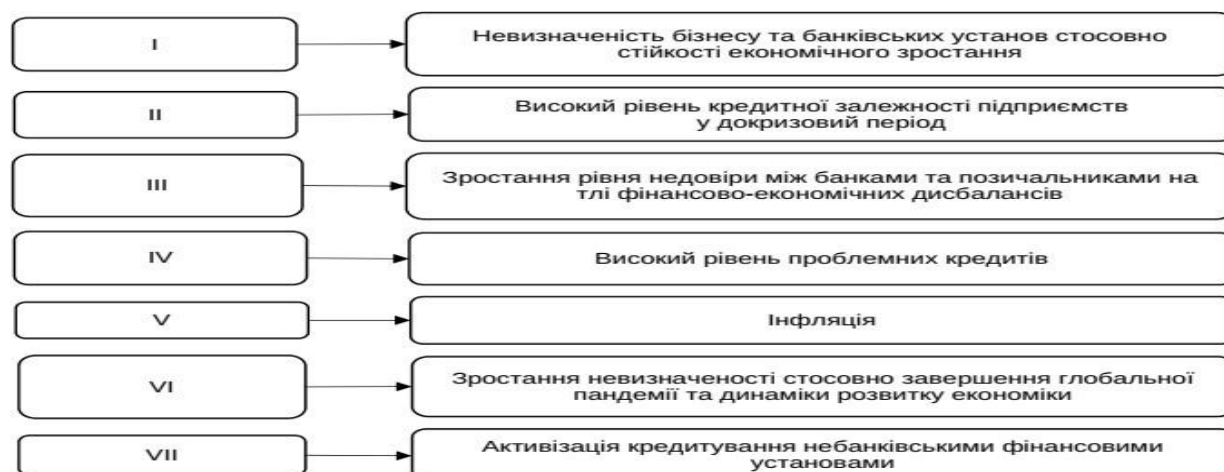 I
Невизначеність бізнесу та банківських установ стосовно
стійкості економічного зростання
II
Високий рівень кредитної залежності підприємств
у докризовий період
III
Зростання рівня недовіри між банками та позичальниками на
тлі фінансово-економічних дисбалансів
IV
Високий рівень проблемних кредитів
V
Інфляція
VI
Зростання невизначеності стосовно завершення глобальної
пандемії та динаміки розвитку економіки
VII
Активізація кредитування небанківськими фінансовими
установами